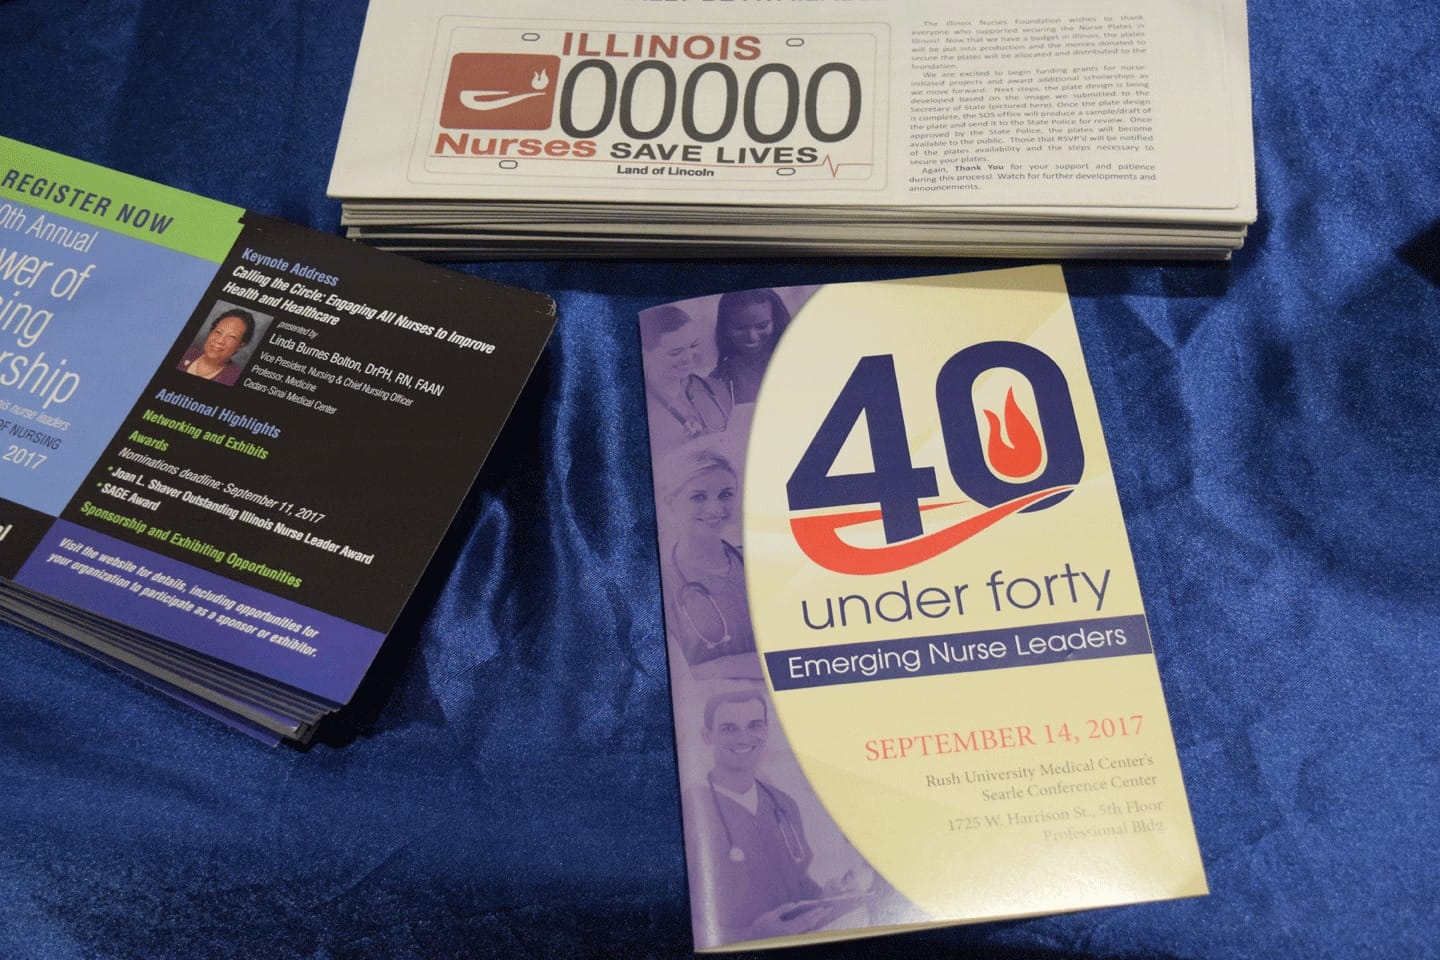 ILLINOIS
00000
Nurses SAVE LIVES
Land of Lincoln
The Illinois Nurses Foundation wishes to thank
everyone who supported securing the Nurse Plates in
Illinois! Now that we have a budget in Illinois, the plates
will be put into production and the monies donated to
secure the plates will be allocated and distributed to the
foundation.
We are excited to begin funding grants for nurse-
initiated projects and award additional scholarships as
we move forward. Next steps, the plate design is being
developed based on the image we submitted to the
Secretary of State (pictured here). Once the plate design
is complete, the SOS office will produce a sample/draft of
the plate and send it to the State Police for review. Once
approved by the State Police, the plates will become
available to the public. Those that RSVP'd will be notified
of the plates availability and the steps necessary to
secure your plates.
Again, Thank You for your support and patience
during this process! Watch for further developments and
announcements.
REGISTER NOW
0th Annual
wer of
ing
rship
nurse leaders
OF NURSING
2017
Keynote Address
Calling the Circle: Engaging All Nurses to Improve
Health and Healthcare
presented by
Linda Burnes Bolton, DrPH, RN, FAAN
Vice President, Nursing & Chief Nursing Officer
Professor, Medicine
Cedars-Sinai Medical Center
Additional Highlights
Networking and Exhibits
Awards
Nominations deadline: September 11, 2017
* Joan L. Shaver Outstanding Illinois Nurse Leader Award
* SAGE Award
Sponsorship and Exhibiting Opportunities
Visit the website for details, including opportunities for
your organization to participate as a sponsor or exhibitor.
40
under forty
Emerging Nurse Leaders
SEPTEMBER 14, 2017
Rush University Medical Center's
Searle Conference Center
1725 W. Harrison St., 5th Floor
Professional Bldg.